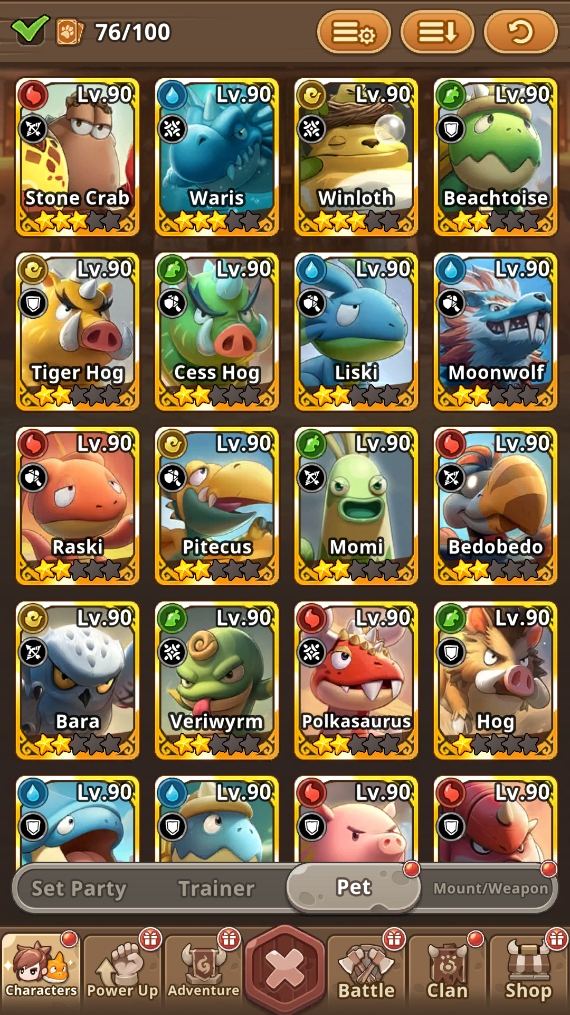 76/100
Lv.90 Lv.90 Lv.90 Lv.90
Stone Crab Waris Winloth Beachtoise
Lv.90 Lv.90 Lv.90 Lv.90
Tiger Hog Cess Hog Liski Moonwolf
Lv.90 Lv.90 Lv.90 Lv.90
Raski Pitecus Momi Bedobedo
Lv.90 Lv.90 Lv.90 Lv.90
Bara Veriwyrm Polkasaurus Hog
Lv.90 Lv.90 Lv.90 Lv.90
Set Party Trainer Pet Mount/Weapon
Characters Power Up Adventure Battle Clan Shop